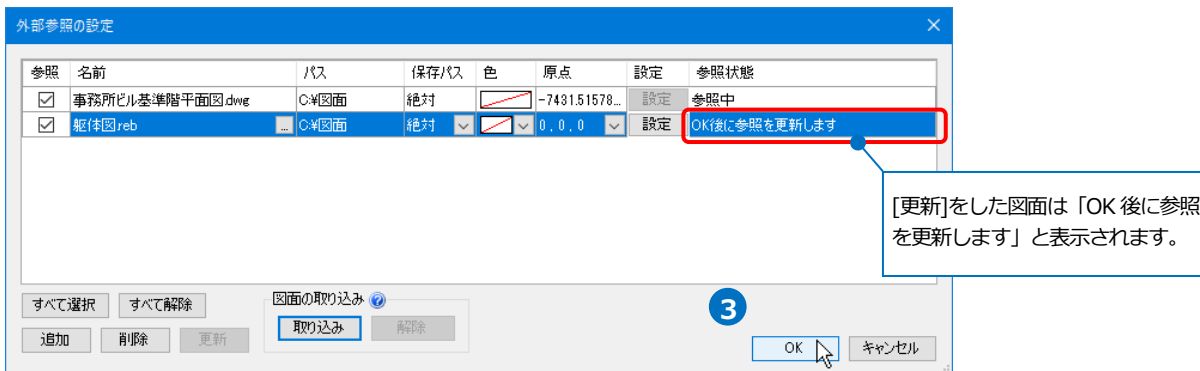 外部参照の設定
参照 名前 パス 保存パス 色 原点 設定 参照状態
事務所ビル基準階平面図.dwg C:¥図面 絶対 -7431.51578... 設定 参照中
躯体図.reb ... C:¥図面 絶対 0, 0, 0 設定 OK後に参照を更新します
[更新]をした図面は「OK 後に参照
を更新します」と表示されます。
すべて選択 すべて解除 図面の取り込み ?
追加 削除 更新 取り込み 解除
3
OK キャンセル